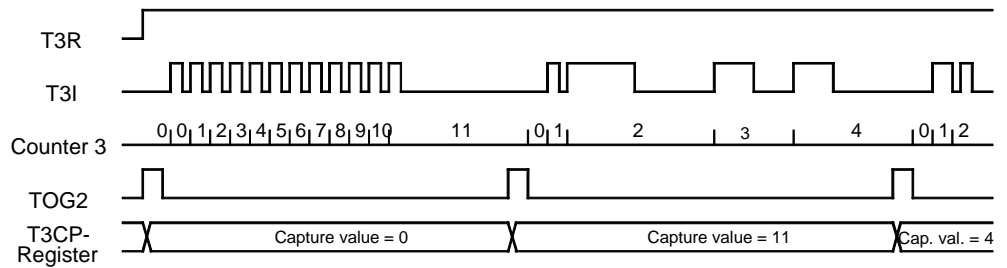 T3R
T3I
0 0 1 2 3 4 5 6 7 8 9 10 11 0 1 2 3 4 0 1 2
Counter 3
TOG2
T3CP-
Register
Capture value = 0 Capture value = 11 Cap. val. = 4